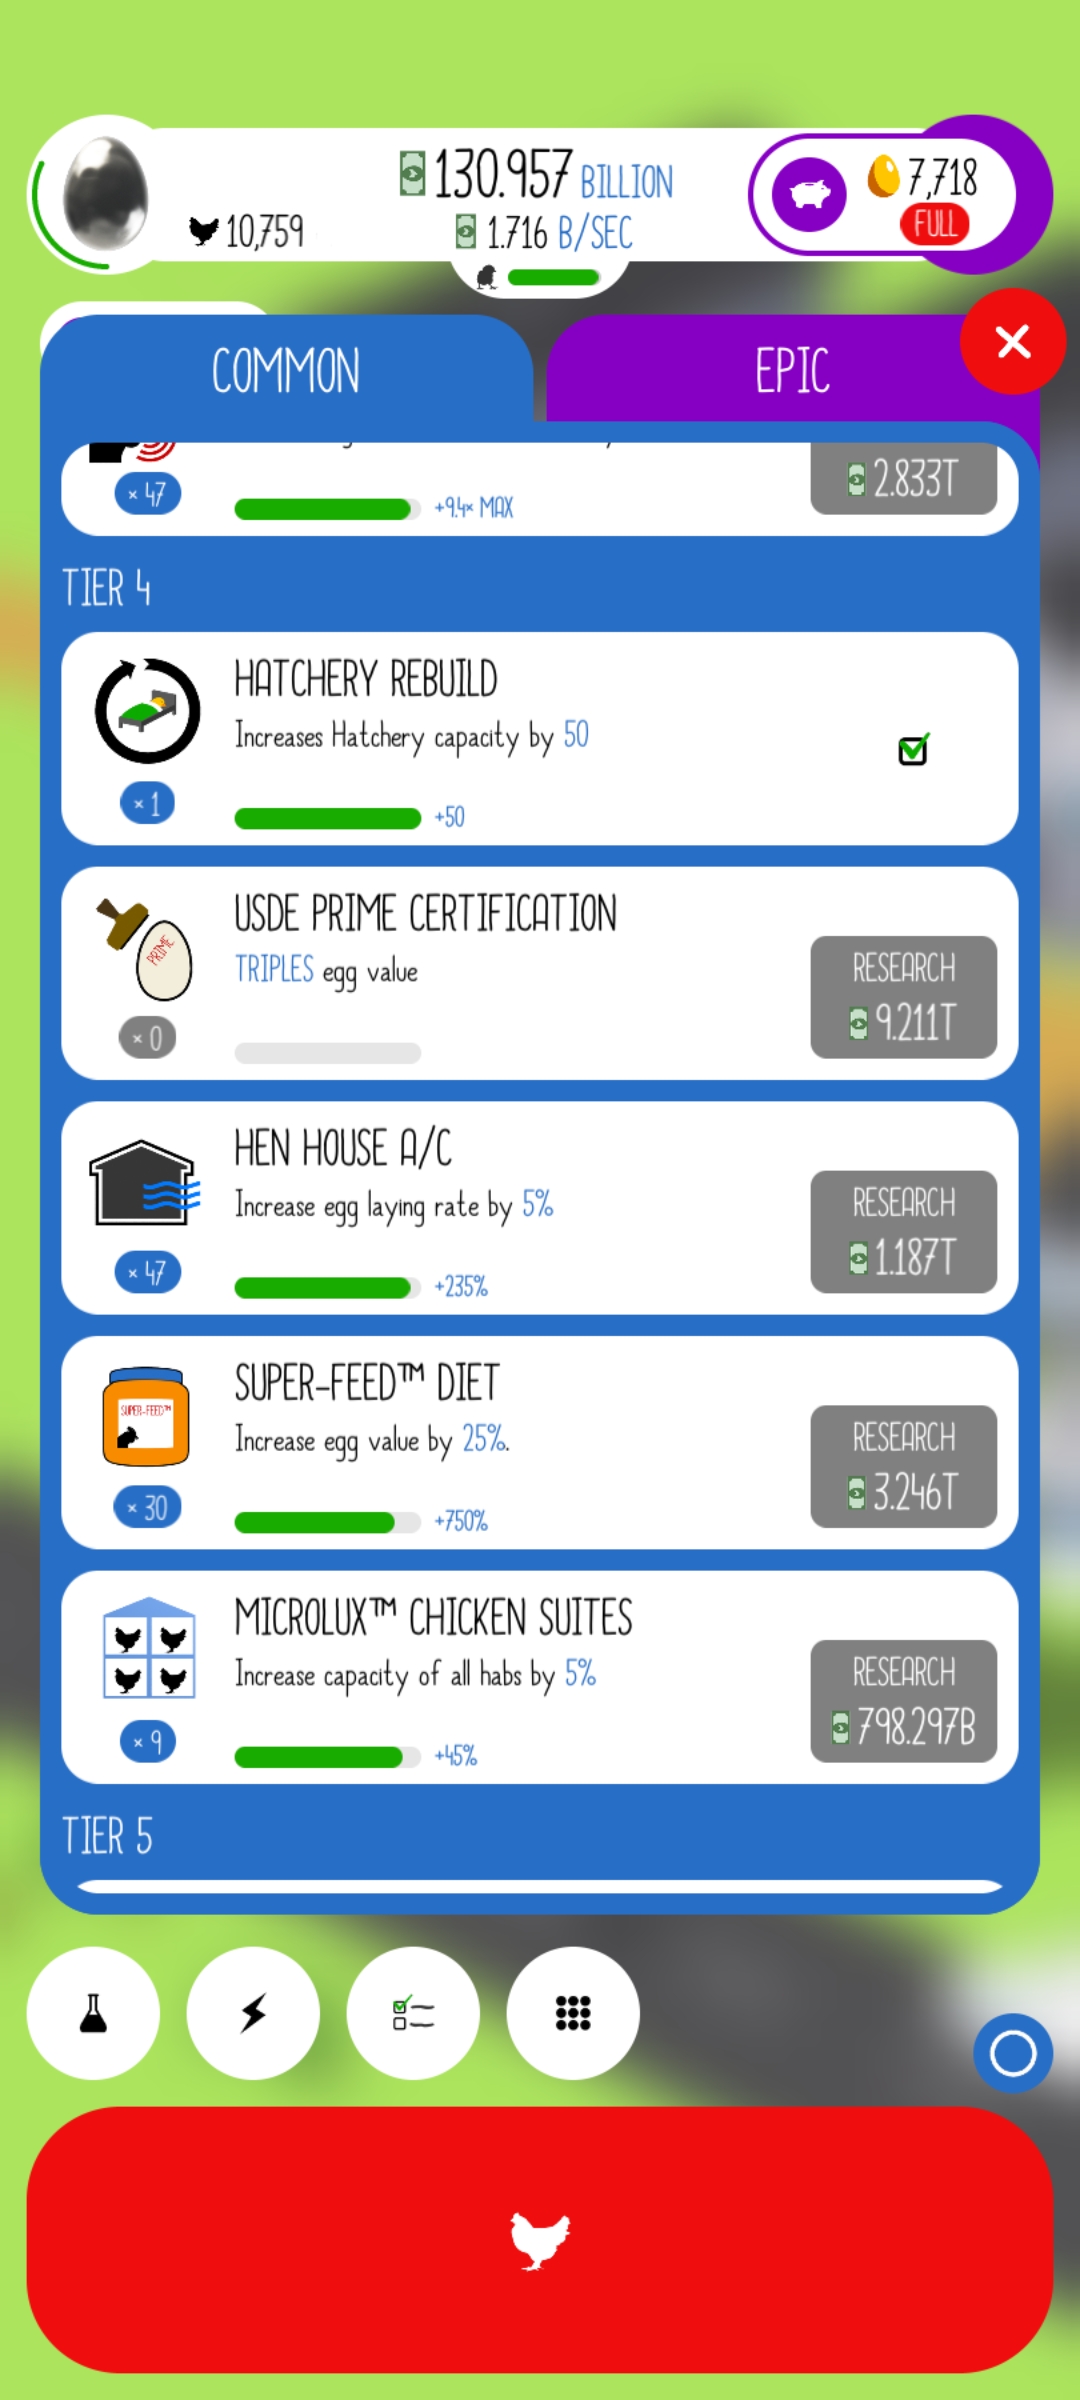 130.957 BILLION
7,718
10,759
1.716 B/SEC
FULL
COMMON
EPIC
2.833T
× 47
+9.4× MAX
TIER 4
HATCHERY REBUILD
Increases Hatchery capacity by 50
× 1
+50
USDE PRIME CERTIFICATION
TRIPLES egg value
PRIME
RESEARCH
9.211T
× 0
HEN HOUSE A/C
Increase egg laying rate by 5%
RESEARCH
1.187T
× 47
+235%
SUPER-FEED™ DIET
Increase egg value by 25%.
SUPER-FEED™
RESEARCH
3.246T
× 30
+750%
MICROLUX™ CHICKEN SUITES
Increase capacity of all habs by 5%
RESEARCH
798.297B
× 9
+45%
TIER 5